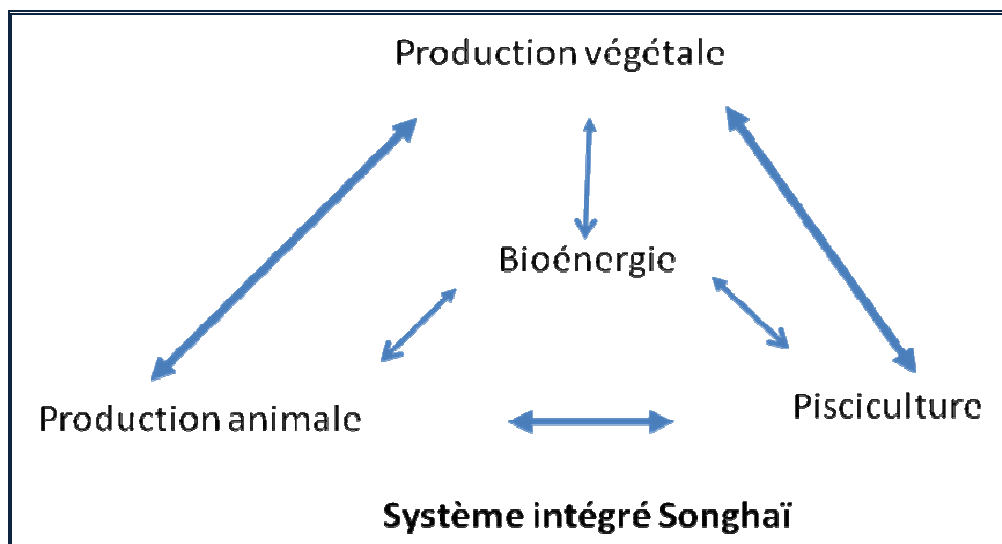 Production végétale
Bioénergie
Production animale
Pisciculture
Système intégré Songhaï